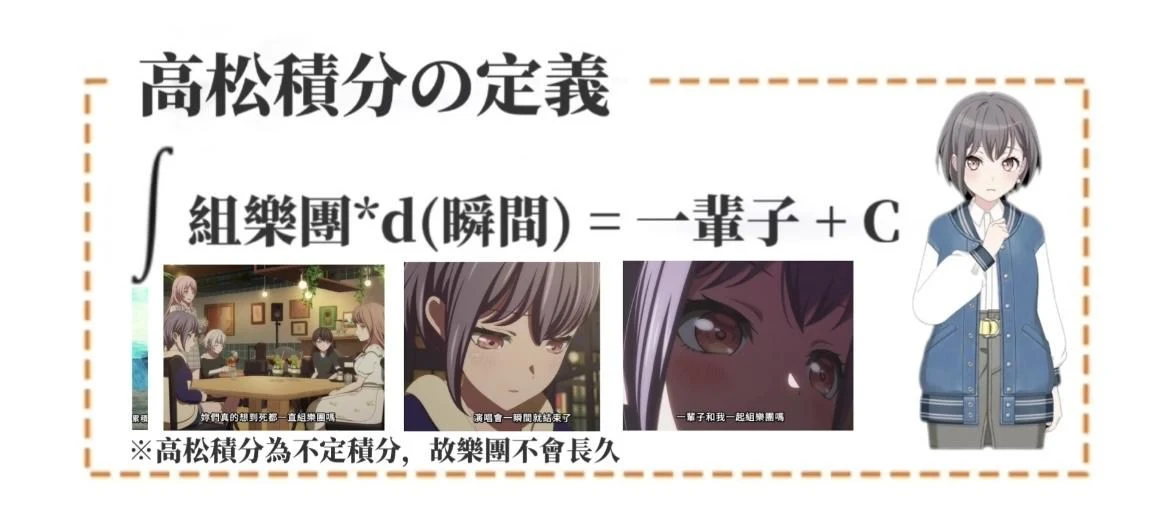 高松積分の定義
∫ 組樂團*d(瞬間) = 一輩子 + C
累積
妳們真的想到死都一直組樂團嗎
演唱會一瞬間就結束了
一輩子和我一起組樂團嗎
※高松積分為不定積分，故樂團不會長久